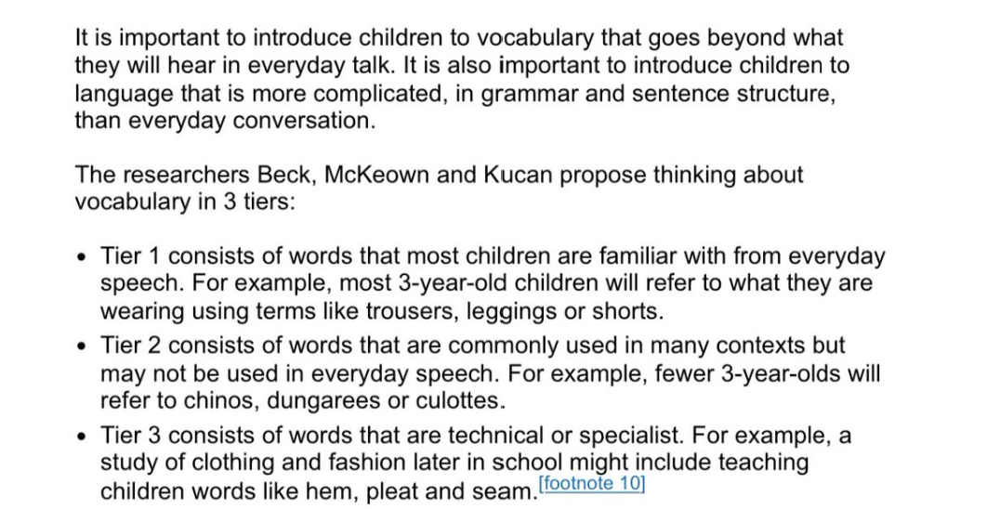 It is important to introduce children to vocabulary that goes beyond what
they will hear in everyday talk. It is also important to introduce children to
language that is more complicated, in grammar and sentence structure,
than everyday conversation.
The researchers Beck, McKeown and Kucan propose thinking about
vocabulary in 3 tiers:
• Tier 1 consists of words that most children are familiar with from everyday
speech. For example, most 3-year-old children will refer to what they are
wearing using terms like trousers, leggings or shorts.
• Tier 2 consists of words that are commonly used in many contexts but
may not be used in everyday speech. For example, fewer 3-year-olds will
refer to chinos, dungarees or culottes.
• Tier 3 consists of words that are technical or specialist. For example, a
study of clothing and fashion later in school might include teaching
children words like hem, pleat and seam.[footnote 10]